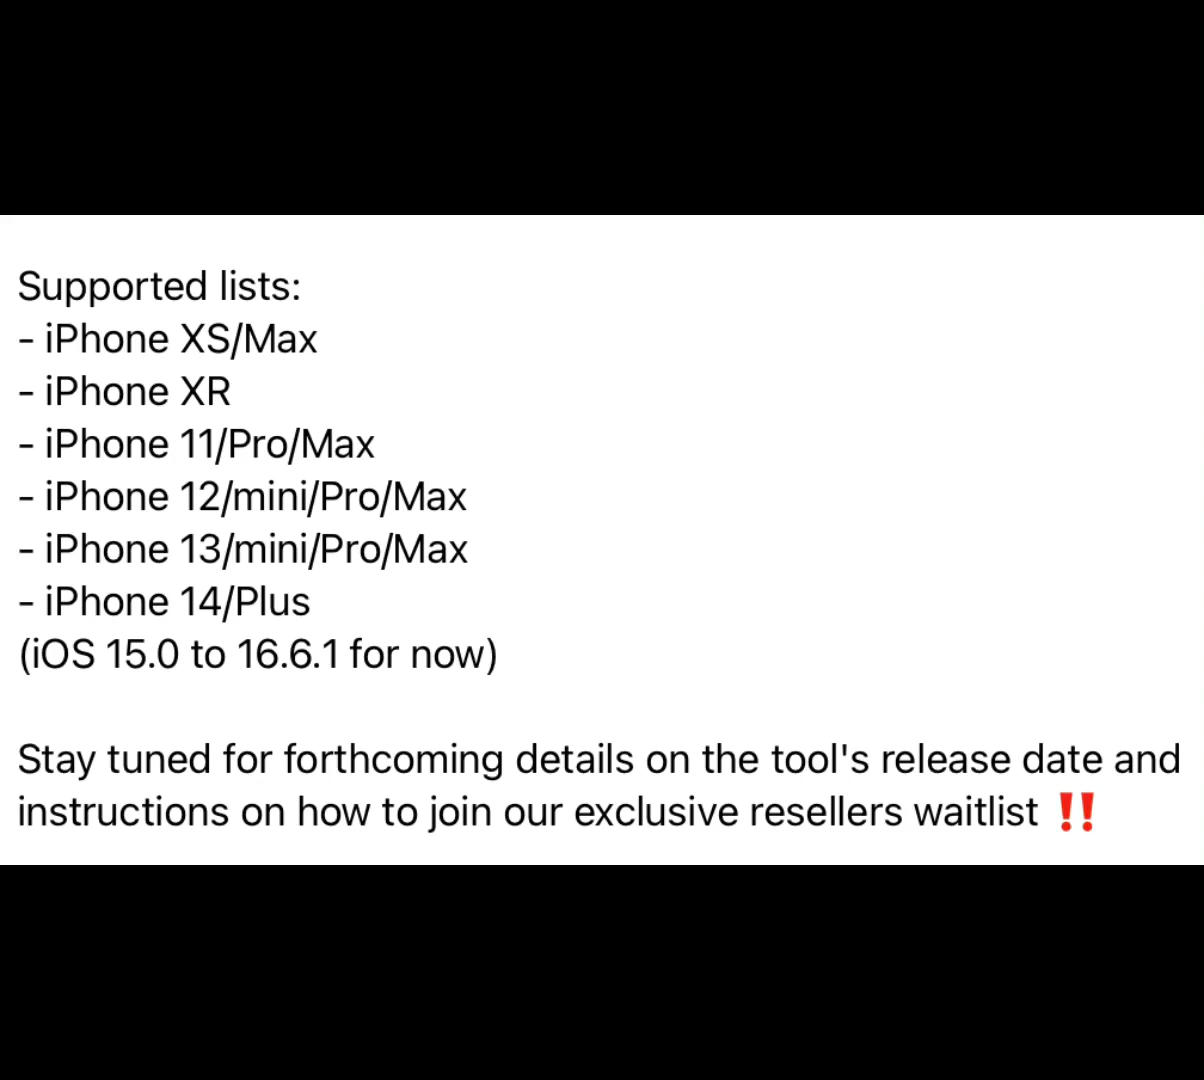 Supported lists:
- iPhone XS/Max
- iPhone XR
- iPhone 11/Pro/Max
- iPhone 12/mini/Pro/Max
- iPhone 13/mini/Pro/Max
- iPhone 14/Plus
(iOS 15.0 to 16.6.1 for now)
Stay tuned for forthcoming details on the tool's release date and
instructions on how to join our exclusive resellers waitlist ‼️